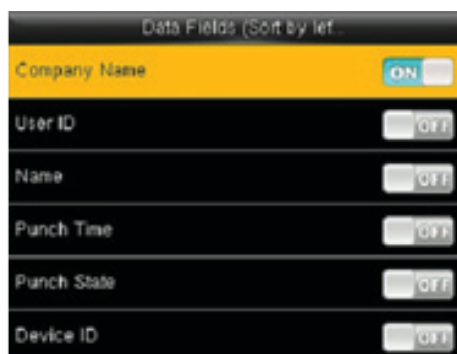 Data Fields (Sort by lef..
Company Name ON
User ID OFF
Name OFF
Punch Time OFF
Punch State OFF
Device ID OFF